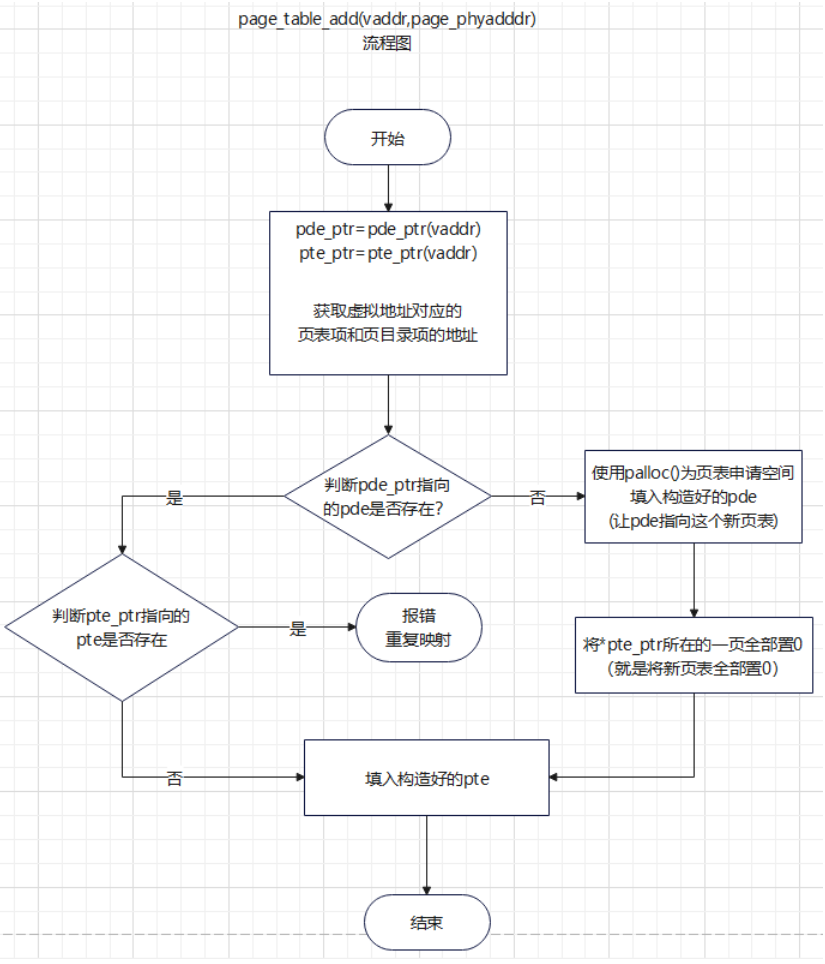 page_table_add(vaddr,page_phyadddr)
流程图
开始
pde_ptr=pde_ptr(vaddr)
pte_ptr=pte_ptr(vaddr)
获取虚拟地址对应的
页表项和页目录项的地址
判断pde_ptr指向
的pde是否存在?
是
否
使用palloc()为页表申请空间
填入构造好的pde
(让pde指向这个新页表)
判断pte_ptr指向的
pte是否存在
是
报错
重复映射
将*pte_ptr所在的一页全部置0
（就是将新页表全部置0）
否
填入构造好的pte
结束